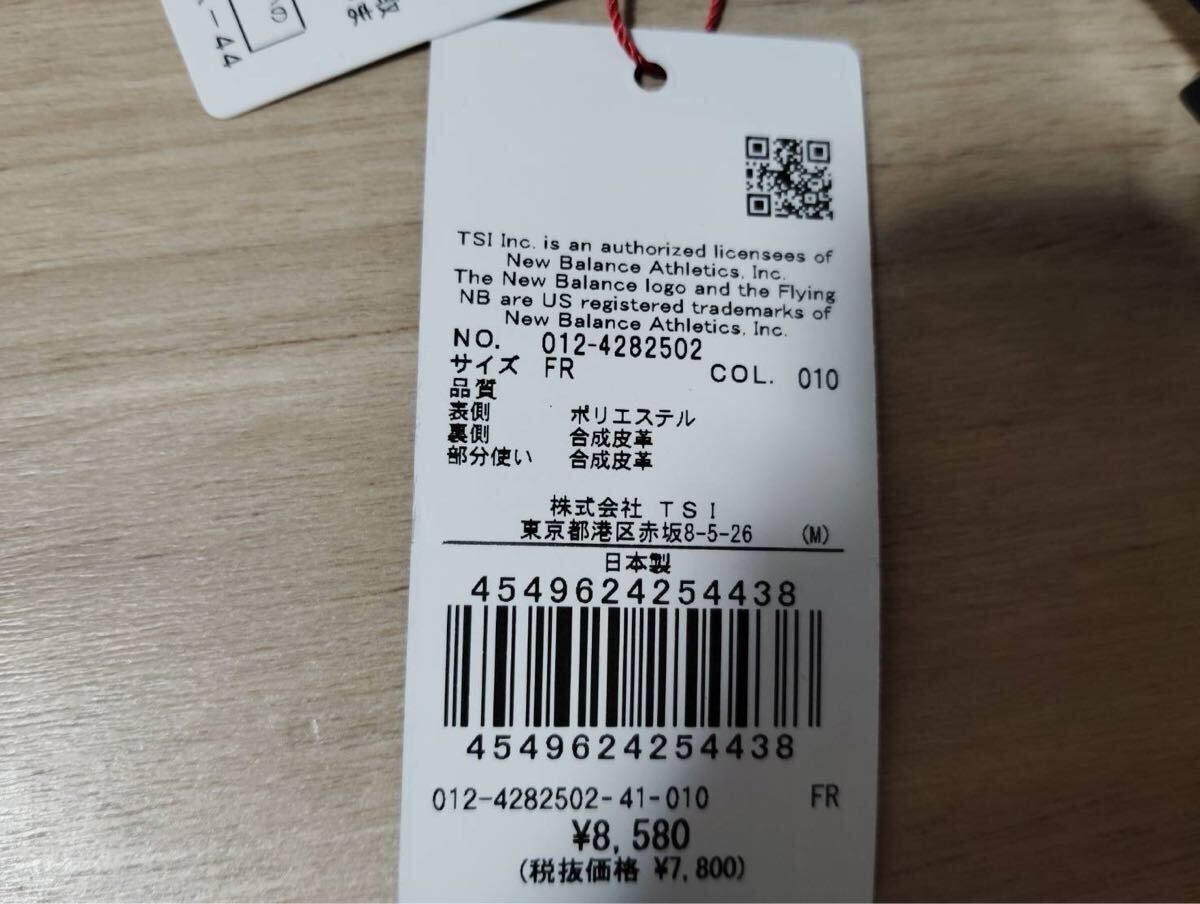 -44
TSI Inc. is an authorized licensees of
New Balance Athletics, Inc.
The New Balance logo and the Flying
NB are US registered trademarks of
New Balance Athletics, Inc.
NO. 012-4282502
サイズ FR COL. 010
品質
表側 ポリエステル
裏側 合成皮革
部分使い 合成皮革
株式会社 TSI
東京都港区赤坂8-5-26 (M)
日本製
4549624254438
4549624254438
012-4282502-41-010 FR
¥8,580
(税抜価格 ¥7,800)